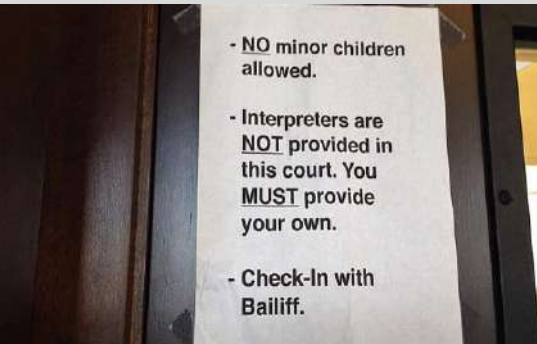 - NO minor children
allowed.
- Interpreters are
NOT provided in
this court. You
MUST provide
your own.
- Check-In with
Bailiff.